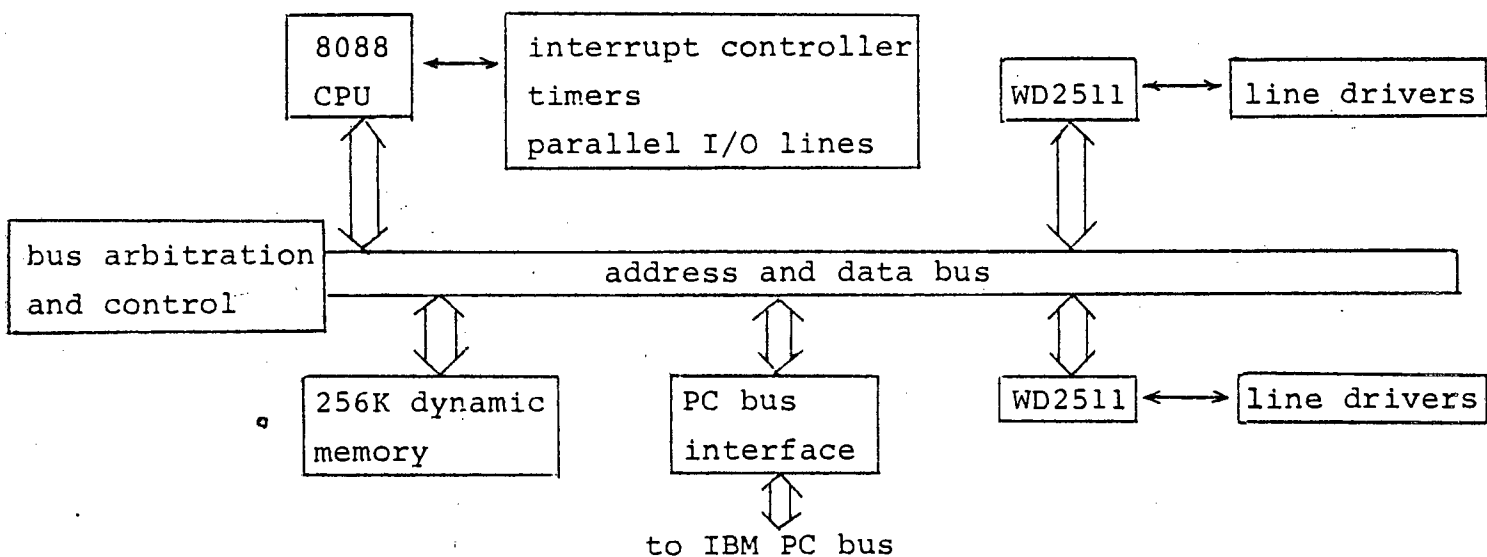 8088
CPU
interrupt controller
timers
parallel I/O lines
WD2511
line drivers
bus arbitration
and control
address and data bus
256K dynamic
memory
PC bus
interface
WD2511
line drivers
to IBM PC bus